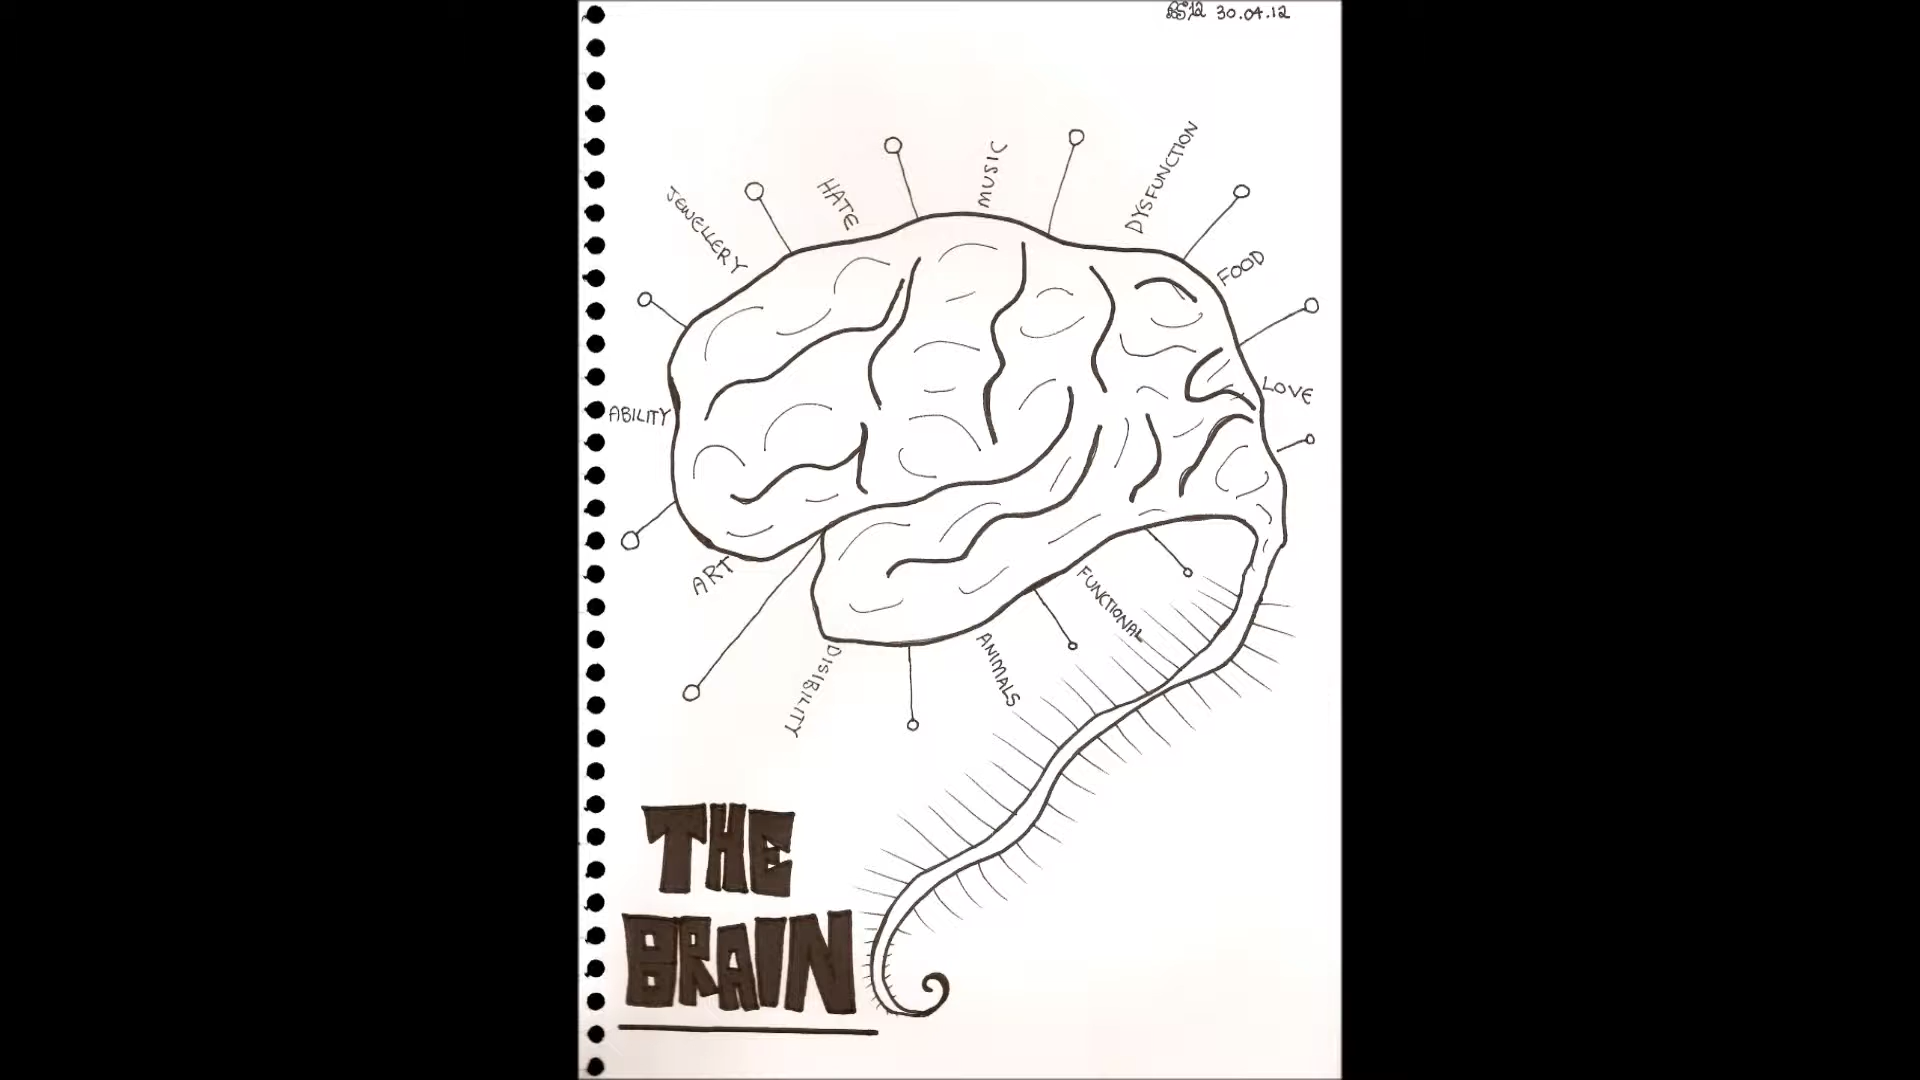 30.04.12
MUSIC
DYSFUNCTION
HATE
JEWELLERY
FOOD
LOVE
ABILITY
ART
FUNCTIONAL
ANIMALS
DISIBILITY
THE
BRAIN